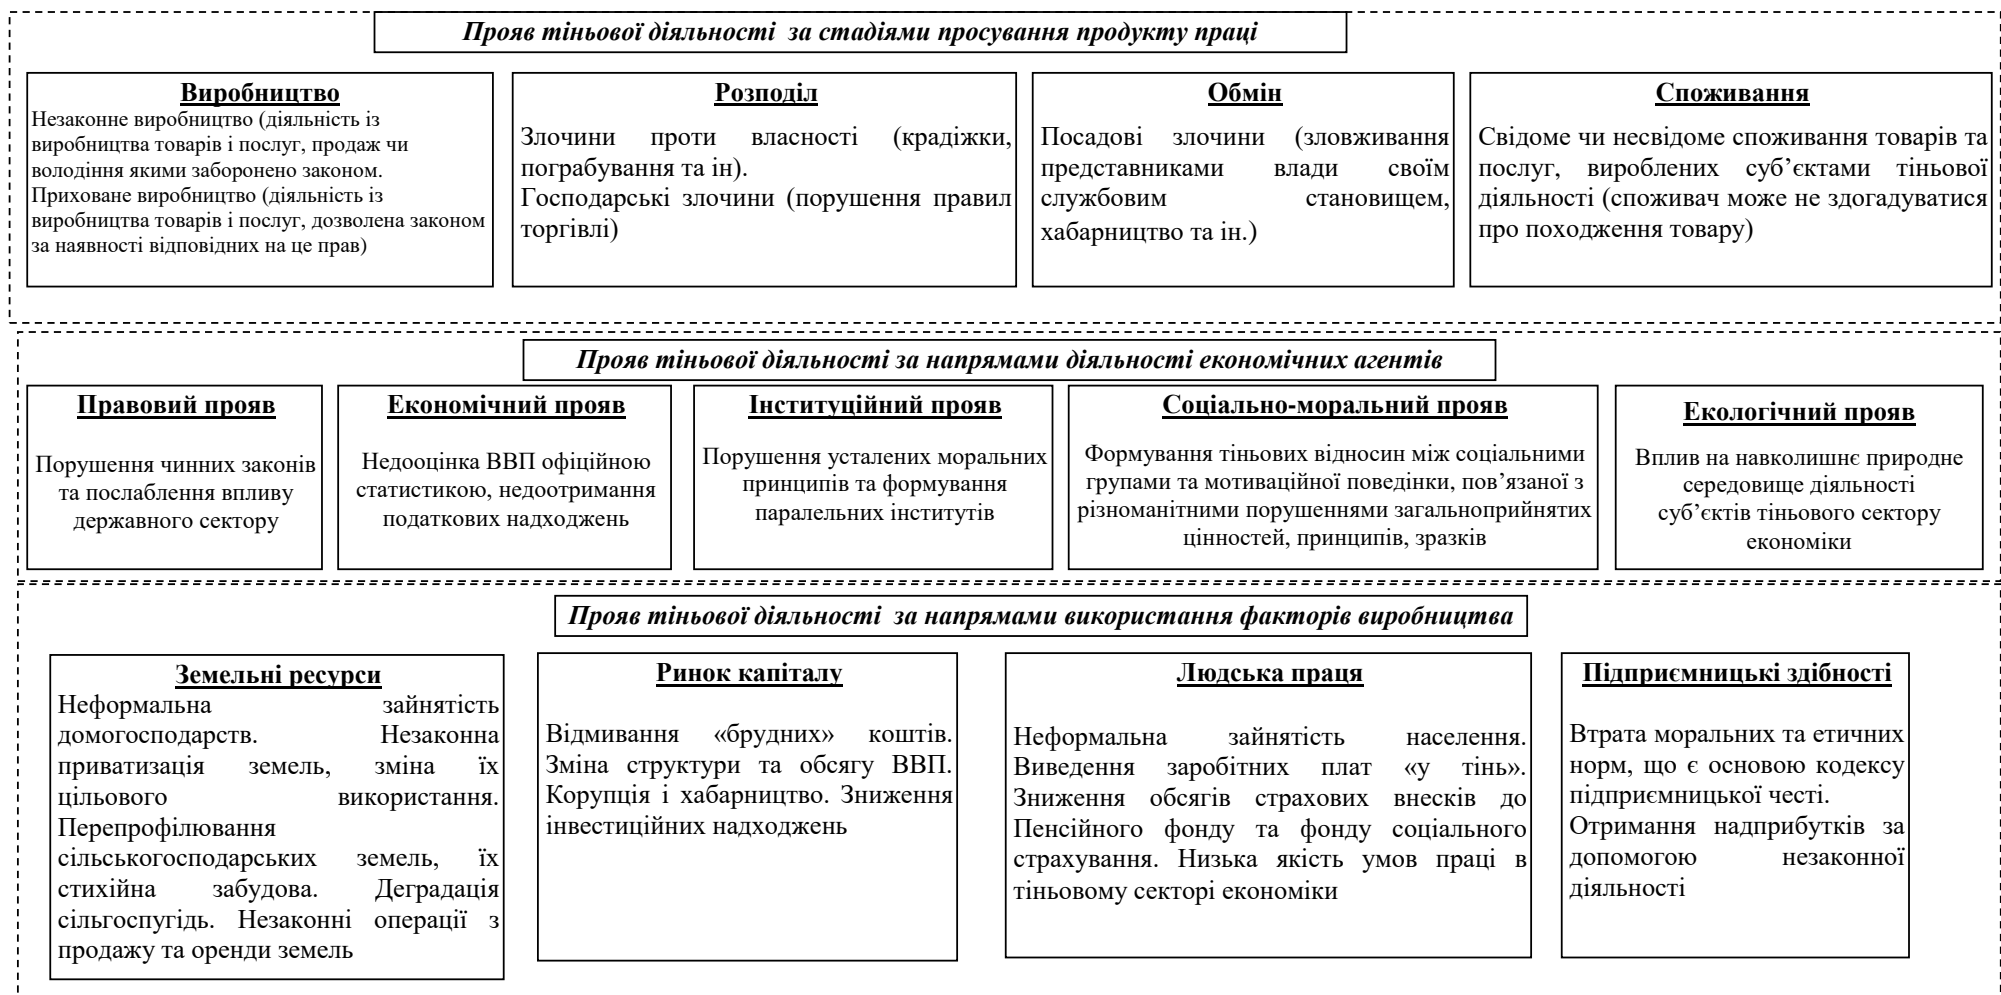 Прояв тіньової діяльності за стадіями просування продукту праці
Виробництво
Незаконне виробництво (діяльність із
виробництва товарів і послуг, продаж чи
володіння якими заборонено законом.
Приховане виробництво (діяльність із
виробництва товарів і послуг, дозволена законом
за наявності відповідних на це прав)
Розподіл
Злочини проти власності (крадіжки,
пограбування та ін).
Господарські злочини (порушення правил
торгівлі)
Обмін
Посадові злочини (зловживання
представниками влади своїм
службовим становищем,
хабарництво та ін.)
Споживання
Свідоме чи несвідоме споживання товарів та
послуг, вироблених суб’єктами тіньової
діяльності (споживач може не здогадуватися
про походження товару)
Прояв тіньової діяльності за напрямами діяльності економічних агентів
Правовий прояв
Порушення чинних законів
та послаблення впливу
державного сектору
Економічний прояв
Недооцінка ВВП офіційною
статистикою, недоотримання
податкових надходжень
Інституційний прояв
Порушення усталених моральних
принципів та формування
паралельних інститутів
Соціально-моральний прояв
Формування тіньових відносин між соціальними
групами та мотиваційної поведінки, пов’язаної з
різноманітними порушеннями загальноприйнятих
цінностей, принципів, зразків
Екологічний прояв
Вплив на навколишнє природне
середовище діяльності
суб’єктів тіньового сектору
економіки
Прояв тіньової діяльності за напрямами використання факторів виробництва
Земельні ресурси
Неформальна зайнятість
домогосподарств. Незаконна
приватизація земель, зміна їх
цільового використання.
Перепрофілювання
сільськогосподарських земель, їх
стихійна забудова. Деградація
сільгоспугідь. Незаконні операції з
продажу та оренди земель
Ринок капіталу
Відмивання «брудних» коштів.
Зміна структури та обсягу ВВП.
Корупція і хабарництво. Зниження
інвестиційних надходжень
Людська праця
Неформальна зайнятість населення.
Виведення заробітних плат «у тінь».
Зниження обсягів страхових внесків до
Пенсійного фонду та фонду соціального
страхування. Низька якість умов праці в
тіньовому секторі економіки
Підприємницькі здібності
Втрата моральних та етичних
норм, що є основою кодексу
підприємницької честі.
Отримання надприбутків за
допомогою незаконної
діяльності